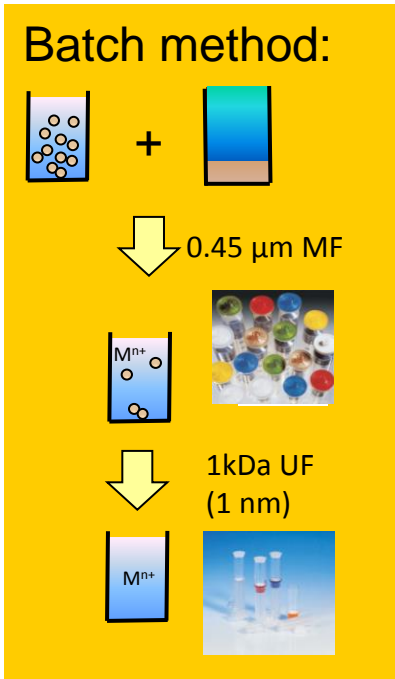 Batch method:
+
0.45 µm MF
Mⁿ⁺
1kDa UF
(1 nm)
Mⁿ⁺